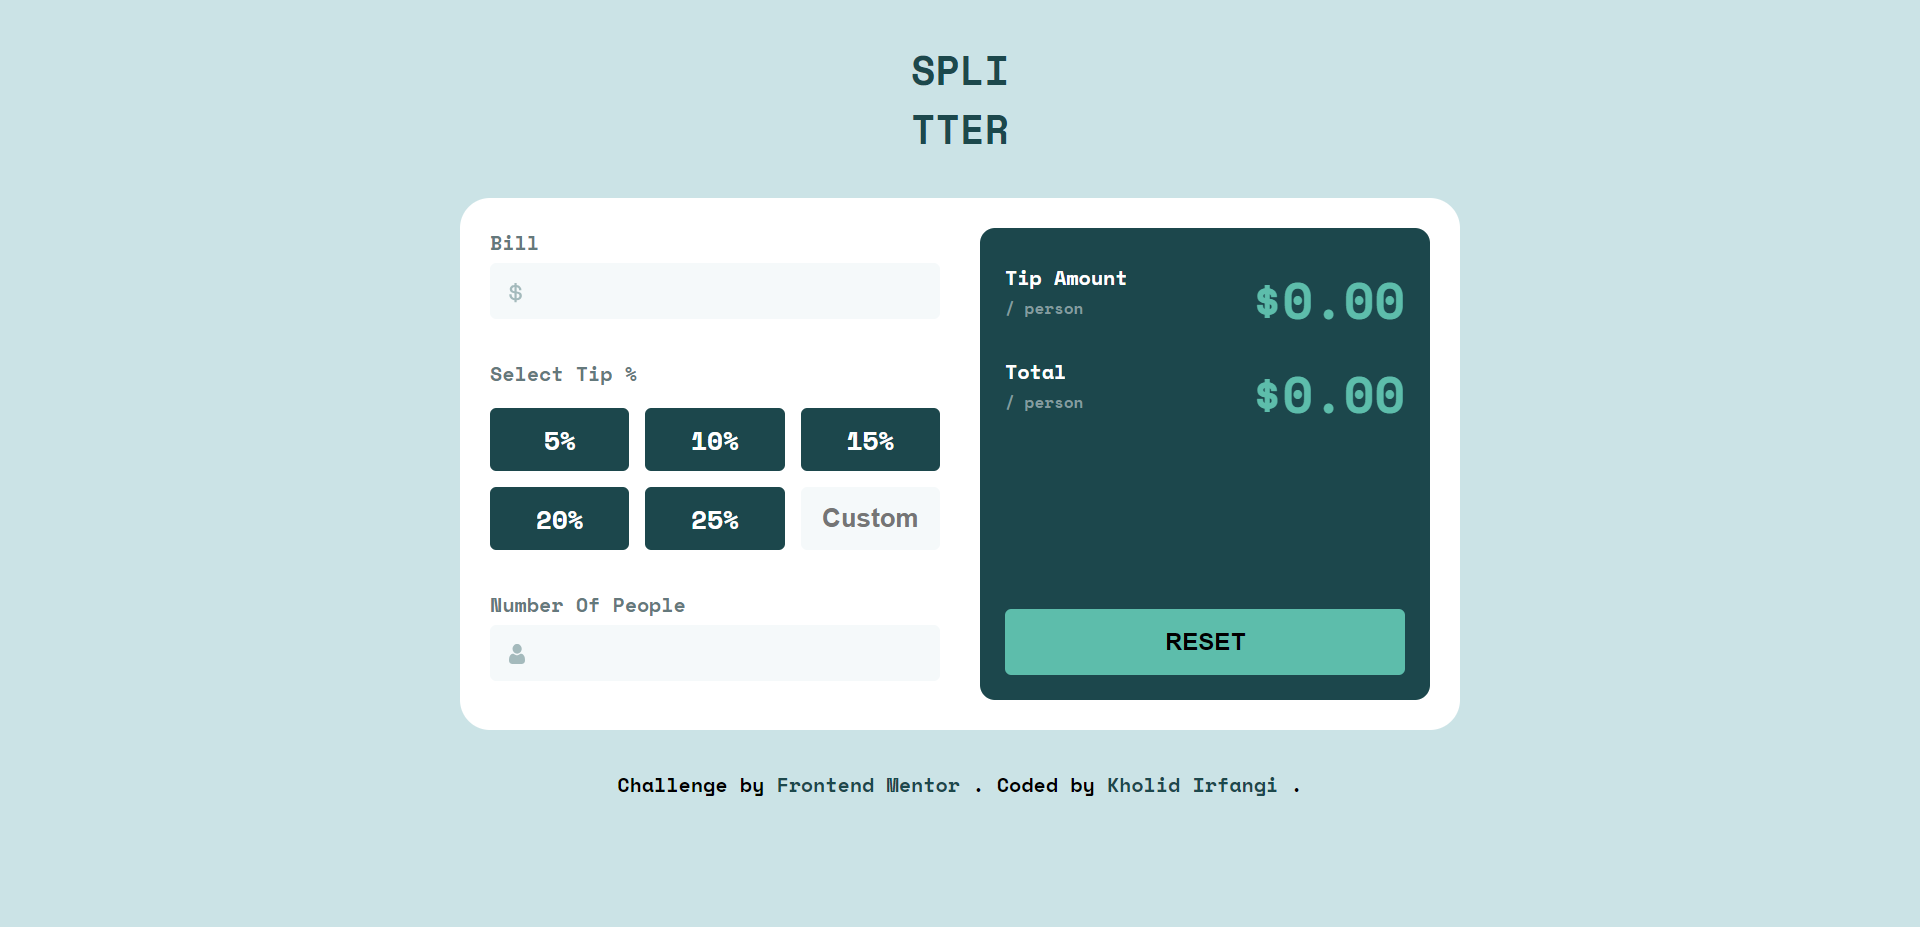 SPLI
TTER
Bill
$
Select Tip %
5%
10%
15%
20%
25%
Custom
Number Of People
Tip Amount
/ person
$0.00
Total
/ person
$0.00
RESET
Challenge by Frontend Mentor . Coded by Kholid Irfangi .